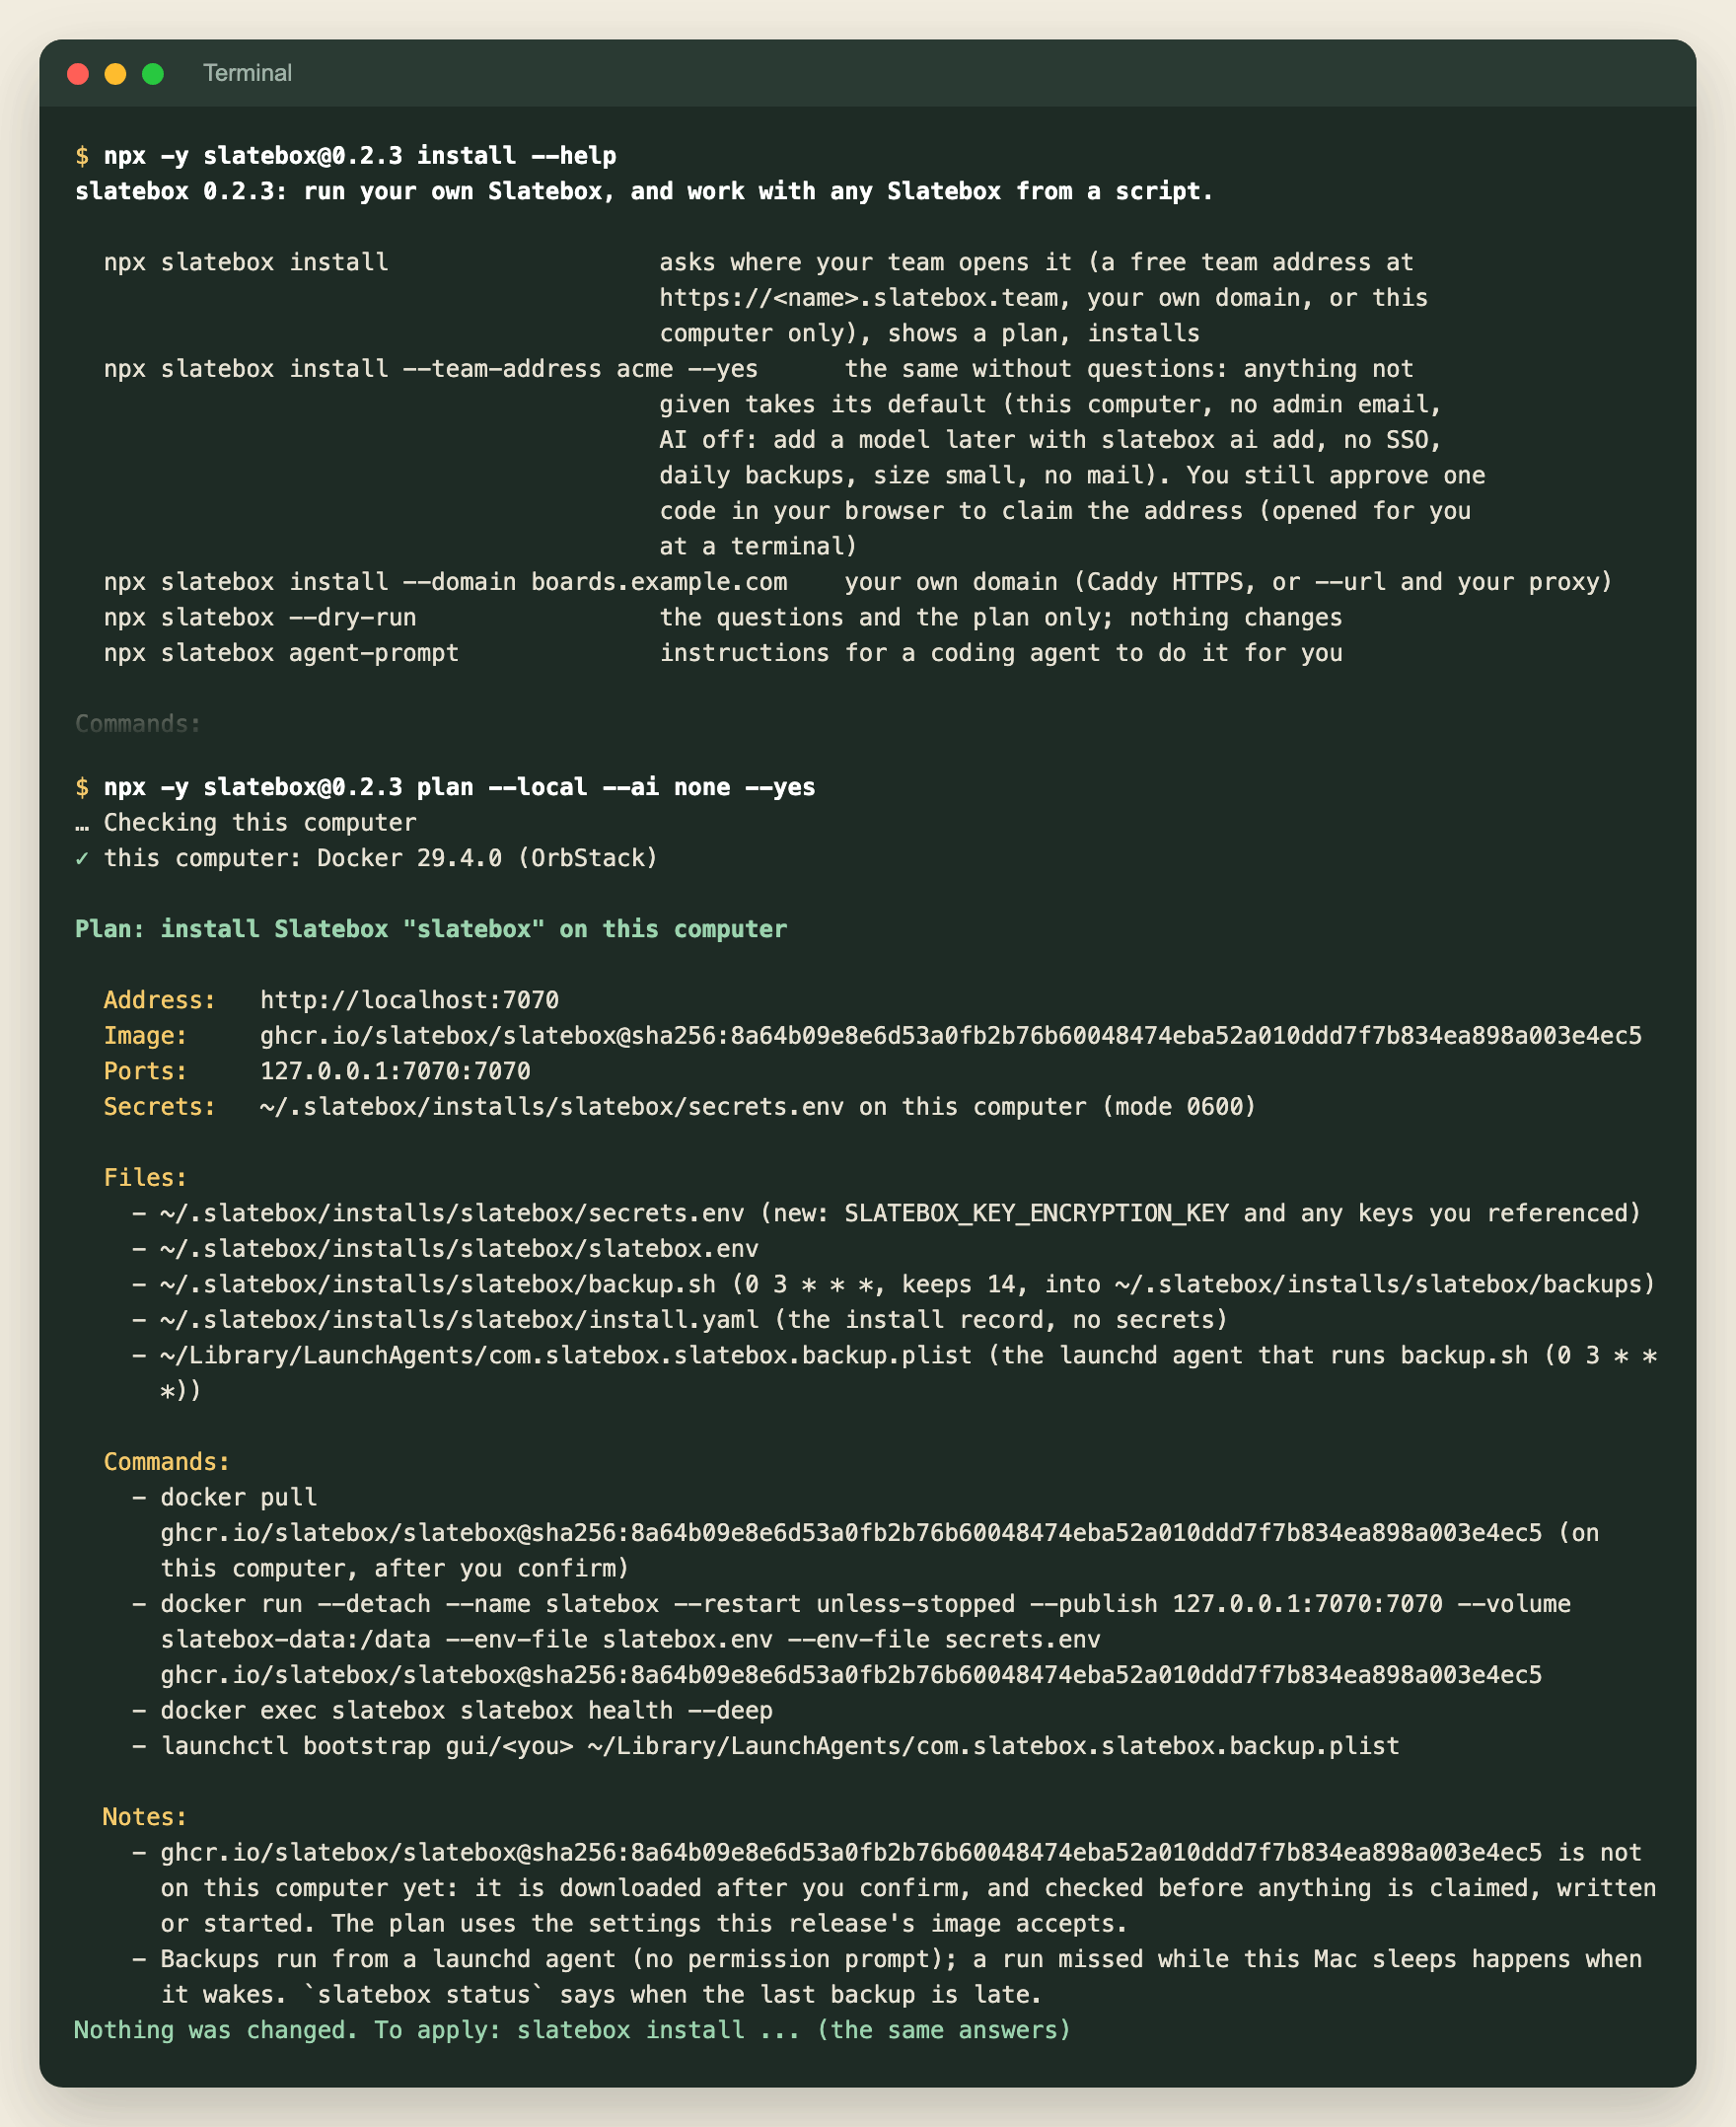 Terminal
$ npx -y slatebox@0.2.3 install --help
slatebox 0.2.3: run your own Slatebox, and work with any Slatebox from a script.
npx slatebox install                   asks where your team opens it (a free team address at
https://<name>.slatebox.team, your own domain, or this
computer only), shows a plan, installs
npx slatebox install --team-address acme --yes      the same without questions: anything not
given takes its default (this computer, no admin email,
AI off: add a model later with slatebox ai add, no SSO,
daily backups, size small, no mail). You still approve one
code in your browser to claim the address (opened for you
at a terminal)
npx slatebox install --domain boards.example.com    your own domain (Caddy HTTPS, or --url and your proxy)
npx slatebox --dry-run                 the questions and the plan only; nothing changes
npx slatebox agent-prompt              instructions for a coding agent to do it for you
Commands:
$ npx -y slatebox@0.2.3 plan --local --ai none --yes
… Checking this computer
✓ this computer: Docker 29.4.0 (OrbStack)
Plan: install Slatebox "slatebox" on this computer
Address:   http://localhost:7070
Image:     ghcr.io/slatebox/slatebox@sha256:8a64b09e8e6d53a0fb2b76b60048474eba52a010ddd7f7b834ea898a003e4ec5
Ports:     127.0.0.1:7070:7070
Secrets:   ~/.slatebox/installs/slatebox/secrets.env on this computer (mode 0600)
Files:
– ~/.slatebox/installs/slatebox/secrets.env (new: SLATEBOX_KEY_ENCRYPTION_KEY and any keys you referenced)
– ~/.slatebox/installs/slatebox/slatebox.env
– ~/.slatebox/installs/slatebox/backup.sh (0 3 * * *, keeps 14, into ~/.slatebox/installs/slatebox/backups)
– ~/.slatebox/installs/slatebox/install.yaml (the install record, no secrets)
– ~/Library/LaunchAgents/com.slatebox.slatebox.backup.plist (the launchd agent that runs backup.sh (0 3 * *
*))
Commands:
– docker pull
ghcr.io/slatebox/slatebox@sha256:8a64b09e8e6d53a0fb2b76b60048474eba52a010ddd7f7b834ea898a003e4ec5 (on
this computer, after you confirm)
– docker run --detach --name slatebox --restart unless-stopped --publish 127.0.0.1:7070:7070 --volume
slatebox-data:/data --env-file slatebox.env --env-file secrets.env
ghcr.io/slatebox/slatebox@sha256:8a64b09e8e6d53a0fb2b76b60048474eba52a010ddd7f7b834ea898a003e4ec5
– docker exec slatebox slatebox health --deep
– launchctl bootstrap gui/<you> ~/Library/LaunchAgents/com.slatebox.slatebox.backup.plist
Notes:
– ghcr.io/slatebox/slatebox@sha256:8a64b09e8e6d53a0fb2b76b60048474eba52a010ddd7f7b834ea898a003e4ec5 is not
on this computer yet: it is downloaded after you confirm, and checked before anything is claimed, written
or started. The plan uses the settings this release's image accepts.
– Backups run from a launchd agent (no permission prompt); a run missed while this Mac sleeps happens when
it wakes. `slatebox status` says when the last backup is late.
Nothing was changed. To apply: slatebox install ... (the same answers)